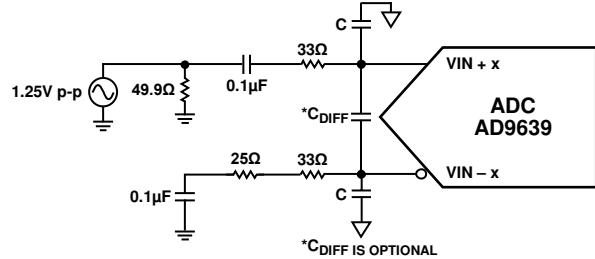 C
33Ω
VIN + x
0.1µF
1.25V p-p
49.9Ω
*CDIFF
ADC
AD9639
25Ω
33Ω
VIN – x
0.1µF
C
*CDIFF IS OPTIONAL